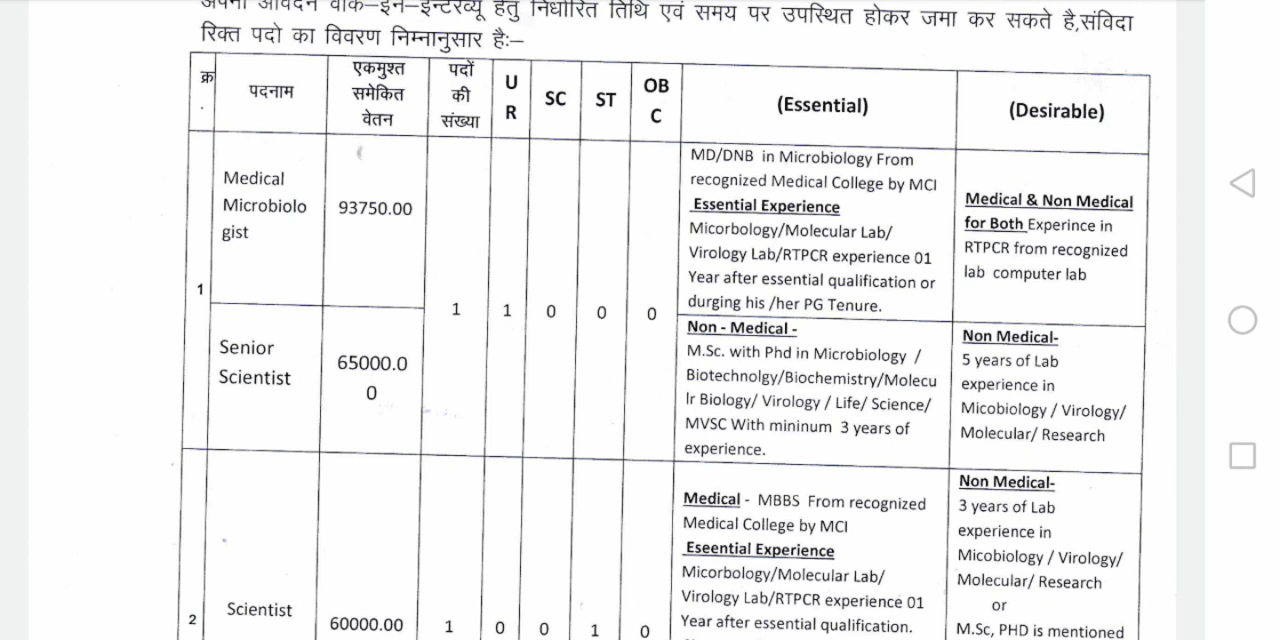 अपना आवेदन वाक–इन–इन्टरव्यू हेतु निर्धारित तिथि एवं समय पर उपस्थित होकर जमा कर सकते है,संविदा
रिक्त पदो का विवरण निम्नानुसार हैः–
क्र
.
पदनाम
एकमुश्त
समेकित
वेतन
पदों
की
संख्या
U
R
SC
ST
OB
C
(Essential)
(Desirable)
1
Medical
Microbiolo
gist
93750.00
Senior
Scientist
65000.0
0
1
1
0
0
0
MD/DNB in Microbiology From
recognized Medical College by MCI
Essential Experience
Micorbology/Molecular Lab/
Virology Lab/RTPCR experience 01
Year after essential qualification or
durging his /her PG Tenure.
Medical & Non Medical
for Both Experince in
RTPCR from recognized
lab computer lab
Non - Medical -
M.Sc. with Phd in Microbiology /
Biotechnolgy/Biochemistry/Molecu
lr Biology/ Virology / Life/ Science/
MVSC With mininum 3 years of
experience.
Non Medical-
5 years of Lab
experience in
Micobiology / Virology/
Molecular/ Research
2
Scientist
60000.00
1
0
0
1
0
Medical - MBBS From recognized
Medical College by MCI
Eseential Experience
Micorbology/Molecular Lab/
Virology Lab/RTPCR experience 01
Year after essential qualification.
Non Medical-
3 years of Lab
experience in
Micobiology / Virology/
Molecular/ Research
or
M.Sc, PHD is mentioned